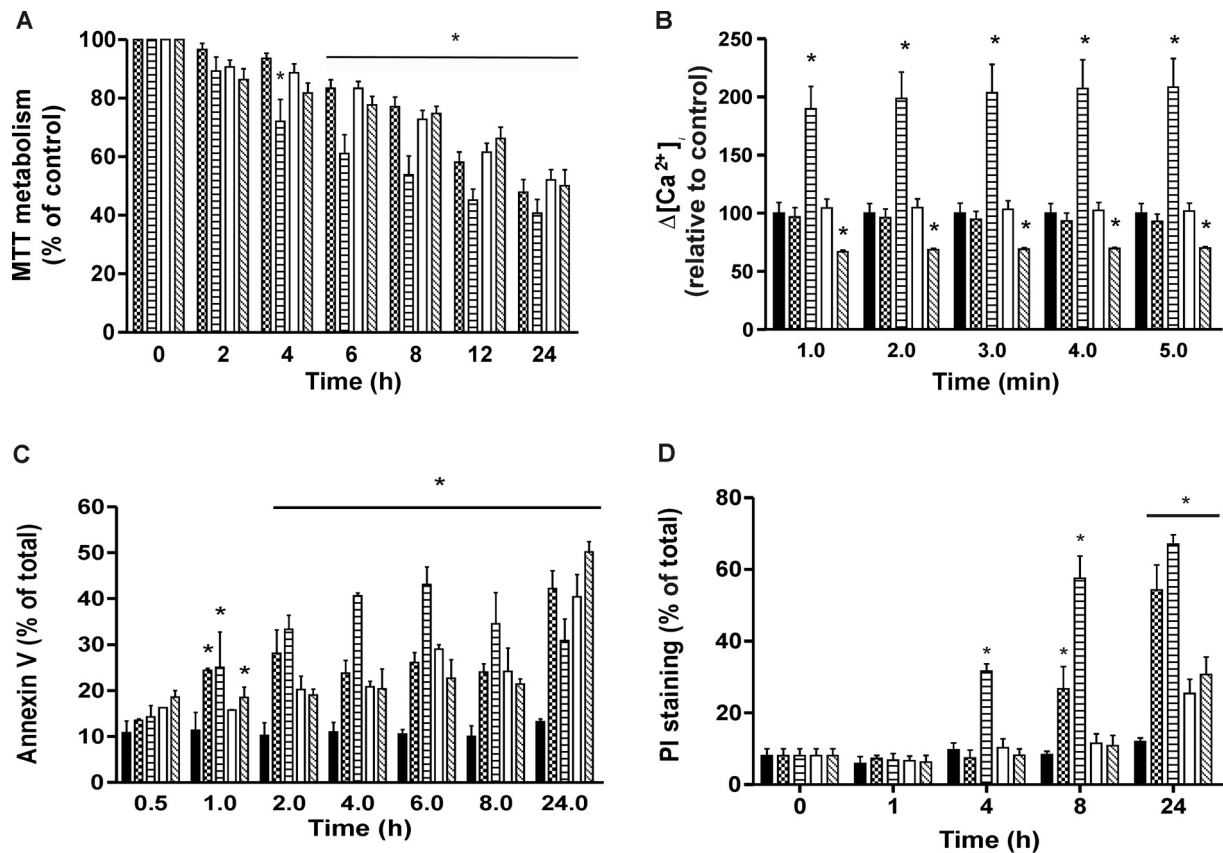 A
MTT metabolism
(% of control)
100
80
60
40
20
0
*
*
0 2 4 6 8 12 24
Time (h)
B
Δ[Ca²⁺]ᵢ
(relative to control)
250
200
150
100
50
0
* * * * *
* * * * *
1.0 2.0 3.0 4.0 5.0
Time (min)
C
Annexin V (% of total)
60
50
40
30
20
10
0
*
* * *
0.5 1.0 2.0 4.0 6.0 8.0 24.0
Time (h)
D
PI staining (% of total)
80
60
40
20
0
*
*
*
*
0 1 4 8 24
Time (h)